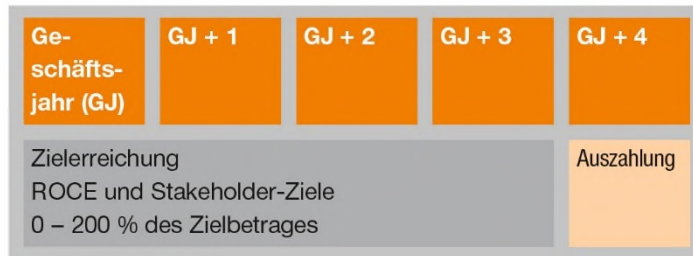 Ge-
schäfts-
jahr (GJ)
GJ + 1
GJ + 2
GJ + 3
GJ + 4
Zielerreichung
ROCE und Stakeholder-Ziele
0 – 200 % des Zielbetrages
Auszahlung